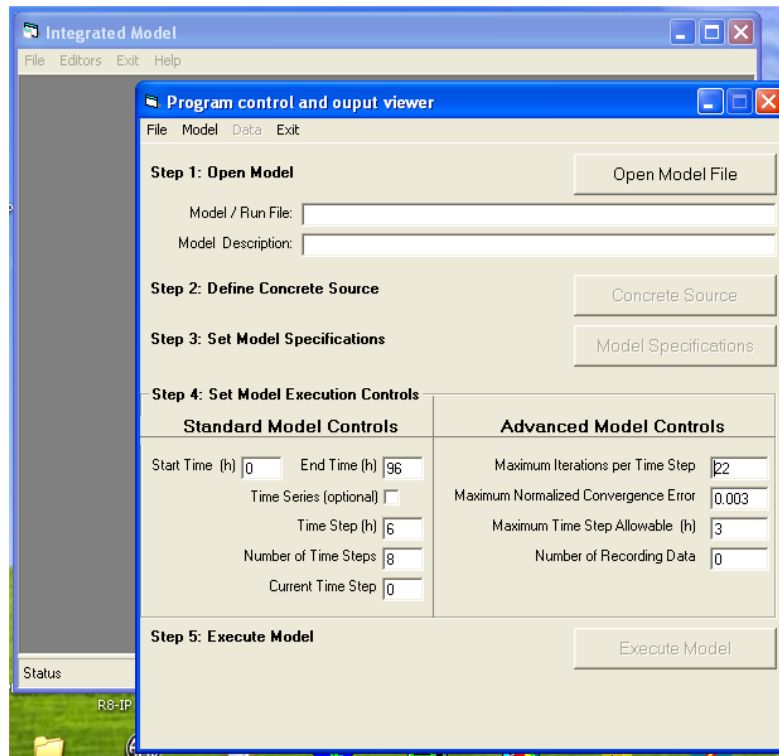 Integrated Model
File Editors Exit Help
Program control and ouput viewer
File Model Data Exit
Step 1: Open Model
Open Model File
Model / Run File:
Model Description:
Step 2: Define Concrete Source
Concrete Source
Step 3: Set Model Specifications
Model Specifications
Step 4: Set Model Execution Controls
Standard Model Controls
Advanced Model Controls
Start Time (h) 0 End Time (h) 96
Maximum Iterations per Time Step 22
Time Series (optional)
Maximum Normalized Convergence Error 0.003
Time Step (h) 6
Maximum Time Step Allowable (h) 3
Number of Time Steps 8
Number of Recording Data 0
Current Time Step 0
Step 5: Execute Model
Execute Model
Status
R8-IP